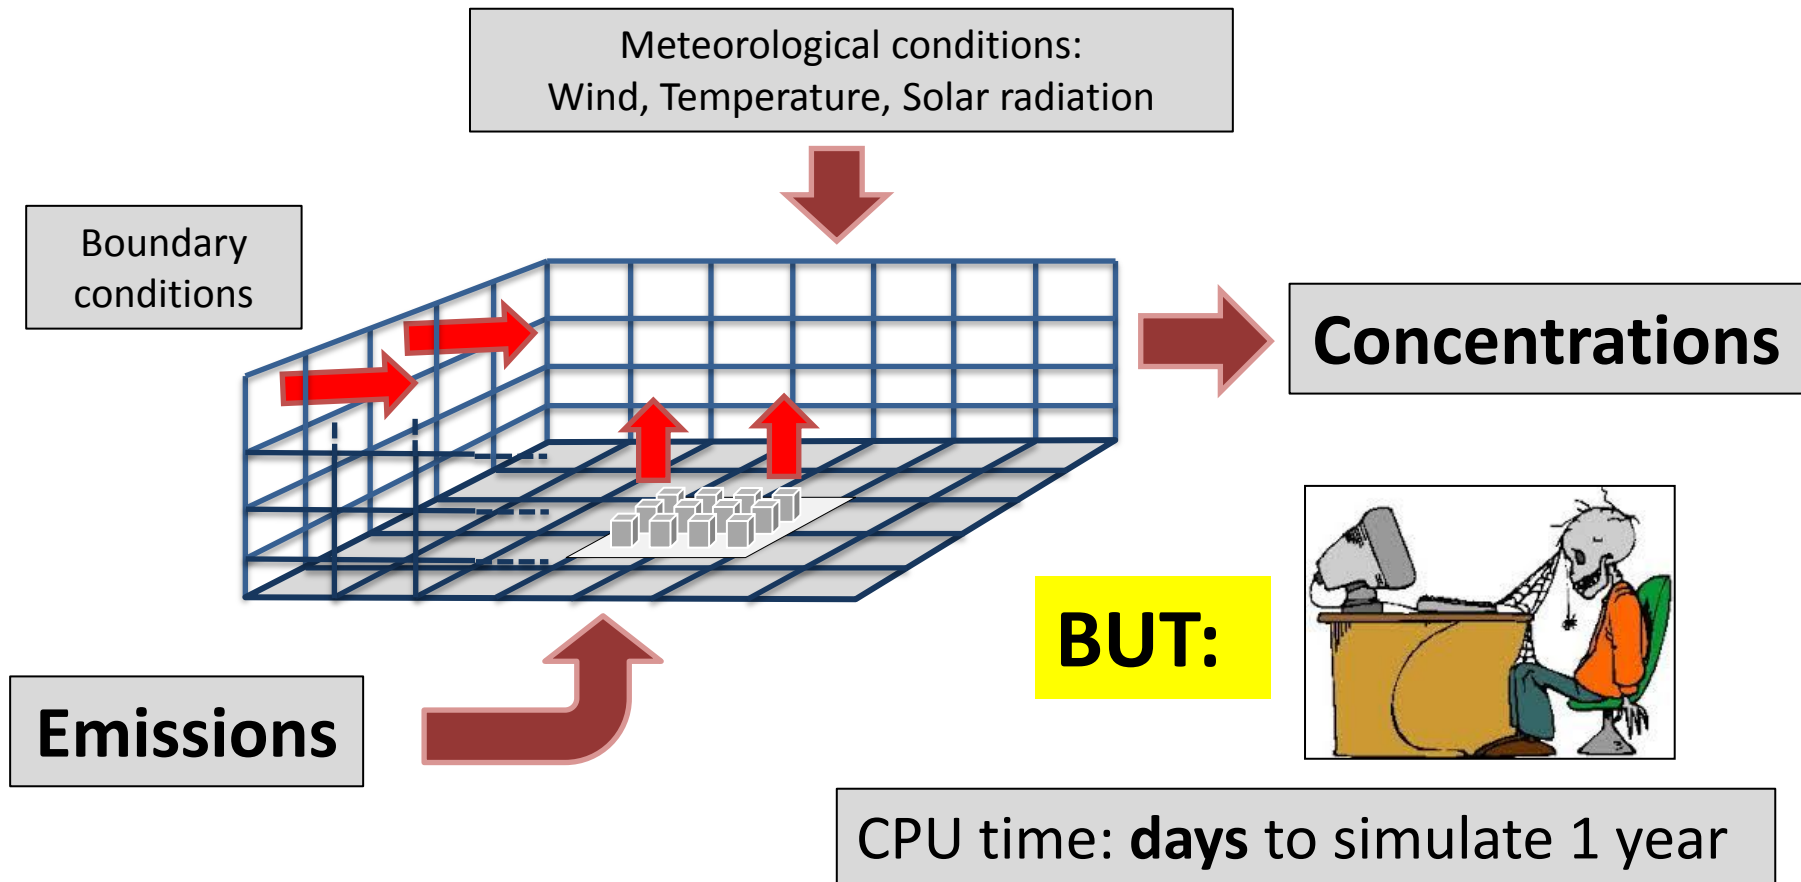 Meteorological conditions:
Wind, Temperature, Solar radiation
Boundary
conditions
Concentrations
BUT:
Emissions
CPU time: days to simulate 1 year